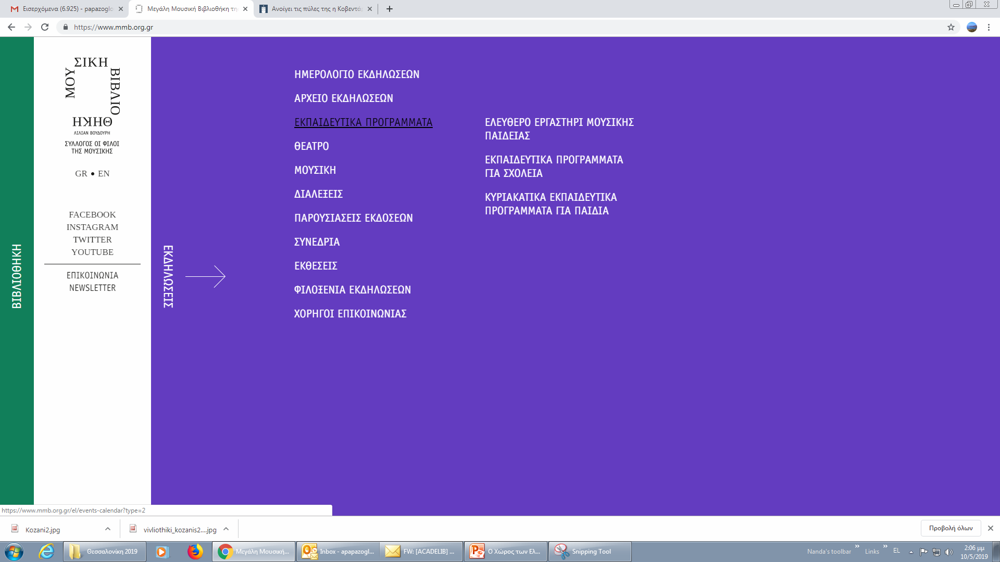 Εισερχόμενα (6.925) - papazoglo
Μεγάλη Μουσική Βιβλιοθήκη τη
Ανοίγει τις πύλες της η Κοβεντά
https://www.mmb.org.gr
ΒΙΒΛΙΟΘΗΚΗ
ΜΟΥ
ΣΙΚΗ
ΒΙΒΛΙΟ
ΘΗΚΗ
ΛΙΛΙΑΝ ΒΟΥΔΟΥΡΗ
ΣΥΛΛΟΓΟΣ ΟΙ ΦΙΛΟΙ
ΤΗΣ ΜΟΥΣΙΚΗΣ
GR • EN
FACEBOOK
INSTAGRAM
TWITTER
YOUTUBE
ΕΠΙΚΟΙΝΩΝΙΑ
NEWSLETTER
ΕΚΔΗΛΩΣΕΙΣ
ΗΜΕΡΟΛΟΓΙΟ ΕΚΔΗΛΩΣΕΩΝ
ΑΡΧΕΙΟ ΕΚΔΗΛΩΣΕΩΝ
ΕΚΠΑΙΔΕΥΤΙΚΑ ΠΡΟΓΡΑΜΜΑΤΑ
ΘΕΑΤΡΟ
ΜΟΥΣΙΚΗ
ΔΙΑΛΕΞΕΙΣ
ΠΑΡΟΥΣΙΑΣΕΙΣ ΕΚΔΟΣΕΩΝ
ΣΥΝΕΔΡΙΑ
ΕΚΘΕΣΕΙΣ
ΦΙΛΟΞΕΝΙΑ ΕΚΔΗΛΩΣΕΩΝ
ΧΟΡΗΓΟΙ ΕΠΙΚΟΙΝΩΝΙΑΣ
ΕΛΕΥΘΕΡΟ ΕΡΓΑΣΤΗΡΙ ΜΟΥΣΙΚΗΣ
ΠΑΙΔΕΙΑΣ
ΕΚΠΑΙΔΕΥΤΙΚΑ ΠΡΟΓΡΑΜΜΑΤΑ
ΓΙΑ ΣΧΟΛΕΙΑ
ΚΥΡΙΑΚΑΤΙΚΑ ΕΚΠΑΙΔΕΥΤΙΚΑ
ΠΡΟΓΡΑΜΜΑΤΑ ΓΙΑ ΠΑΙΔΙΑ
https://www.mmb.org.gr/el/events-calendar?type=2
Kozani2.jpg
vivliothiki_kozanis2....jpg
Προβολή όλων
Θεσσαλονίκη 2019
Μεγάλη Μουσική...
Inbox - apapazogl...
FW: [ACADELIB] ...
Ο Χώρος των Ελ...
Snipping Tool
Nanda's toolbar
Links
EL
2:06 μμ
10/5/2019